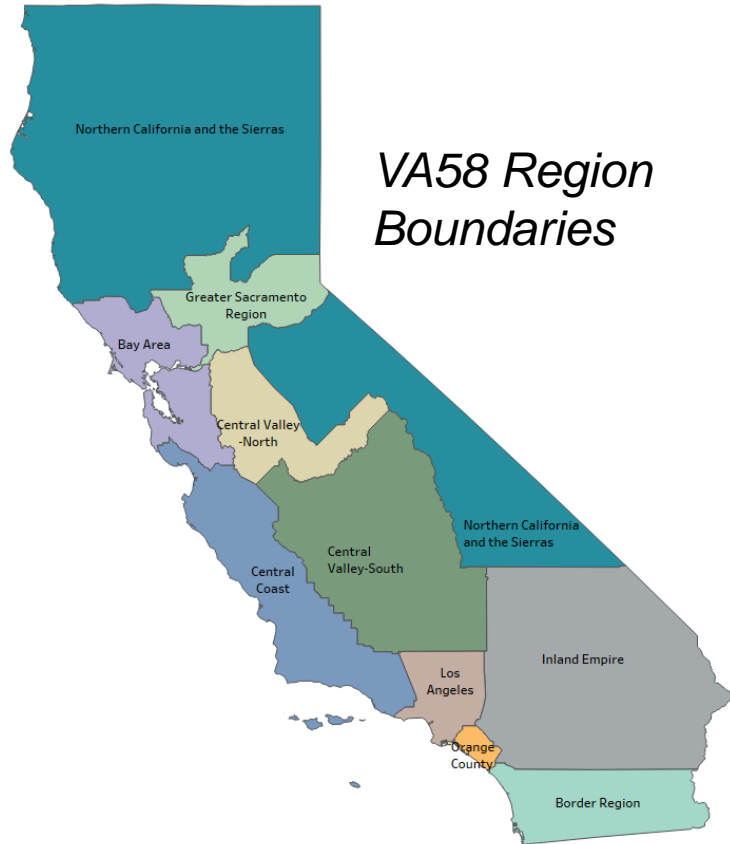 Northern California and the Sierras
VA58 Region
Boundaries
Greater Sacramento
Region
Bay Area
Central Valley
-North
Northern California
and the Sierras
Central
Valley-South
Central
Coast
Inland Empire
Los
Angeles
Orange
County
Border Region